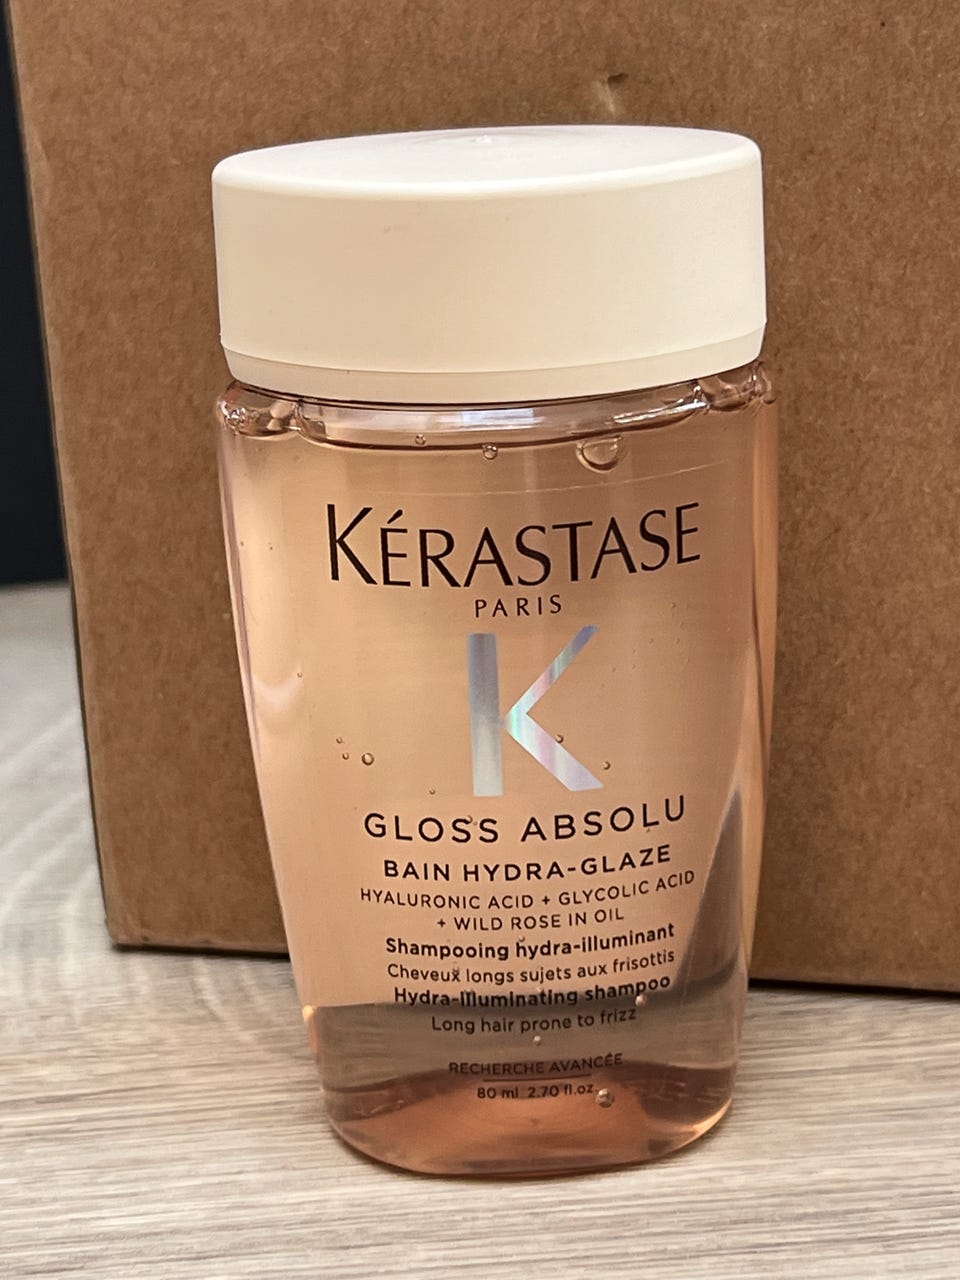 KÉRASTASE
PARIS
K
GLOSS ABSOLU
BAIN HYDRA-GLAZE
HYALURONIC ACID + GLYCOLIC ACID
+ WILD ROSE IN OIL
Shampooing hydra-illuminant
Cheveux longs sujets aux frisottis
Hydra-illuminating shampoo
Long hair prone to frizz
RECHERCHE AVANCÉE
80 ml 2.70 fl.oz